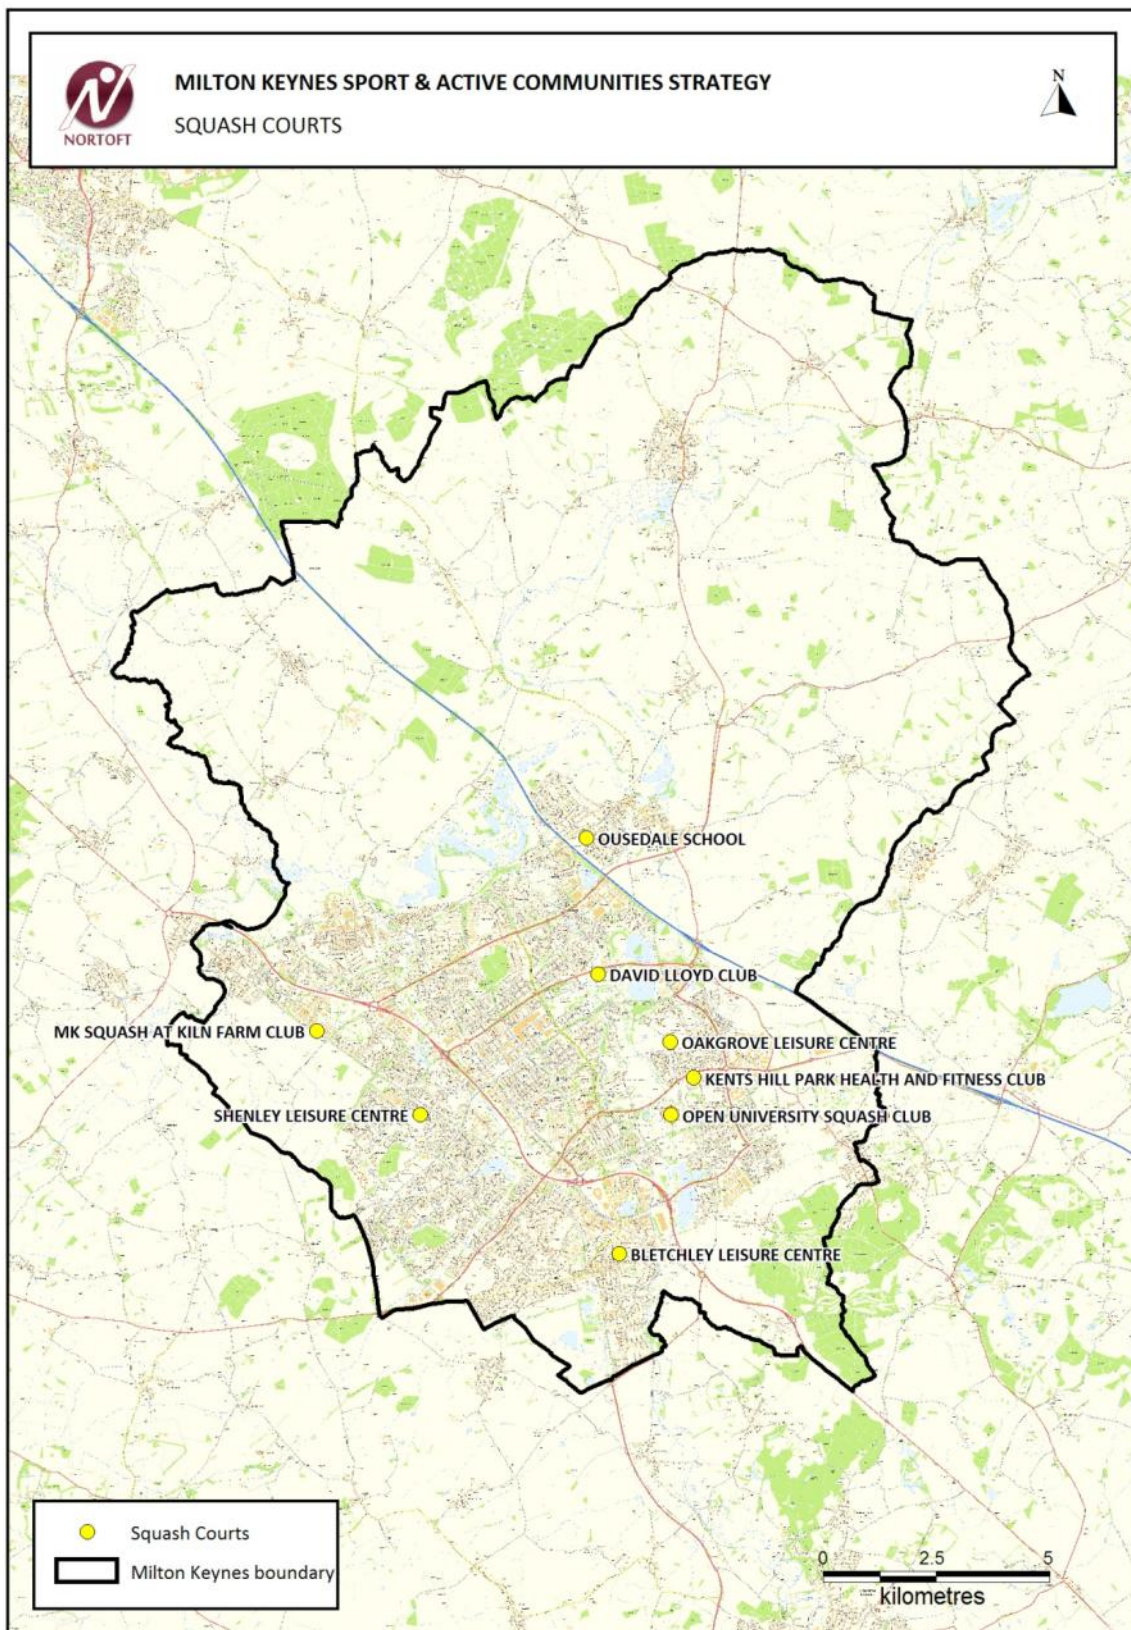 MILTON KEYNES SPORT & ACTIVE COMMUNITIES STRATEGY
SQUASH COURTS
NORTOFT
N
OUSEDALE SCHOOL
DAVID LLOYD CLUB
MK SQUASH AT KILN FARM CLUB
OAKGROVE LEISURE CENTRE
KENTS HILL PARK HEALTH AND FITNESS CLUB
SHENLEY LEISURE CENTRE
OPEN UNIVERSITY SQUASH CLUB
BLETCHLEY LEISURE CENTRE
Squash Courts
Milton Keynes boundary
0 2.5 5
kilometres